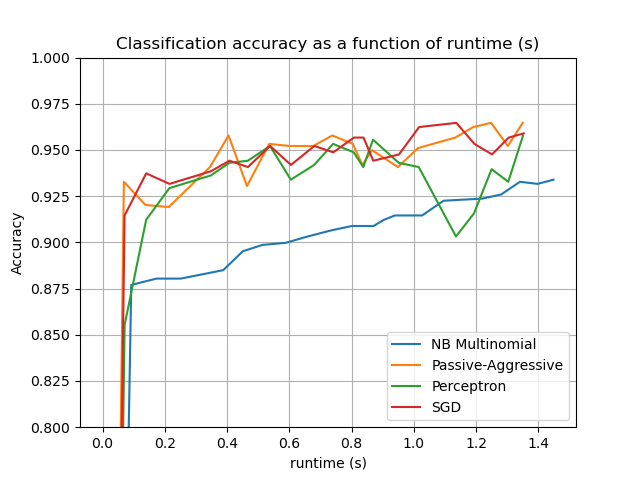 Classification accuracy as a function of runtime (s)
1.000
0.975
0.950
0.925
0.900
0.875
0.850
0.825
0.800
Accuracy
0.0 0.2 0.4 0.6 0.8 1.0 1.2 1.4
runtime (s)
NB Multinomial
Passive-Aggressive
Perceptron
SGD